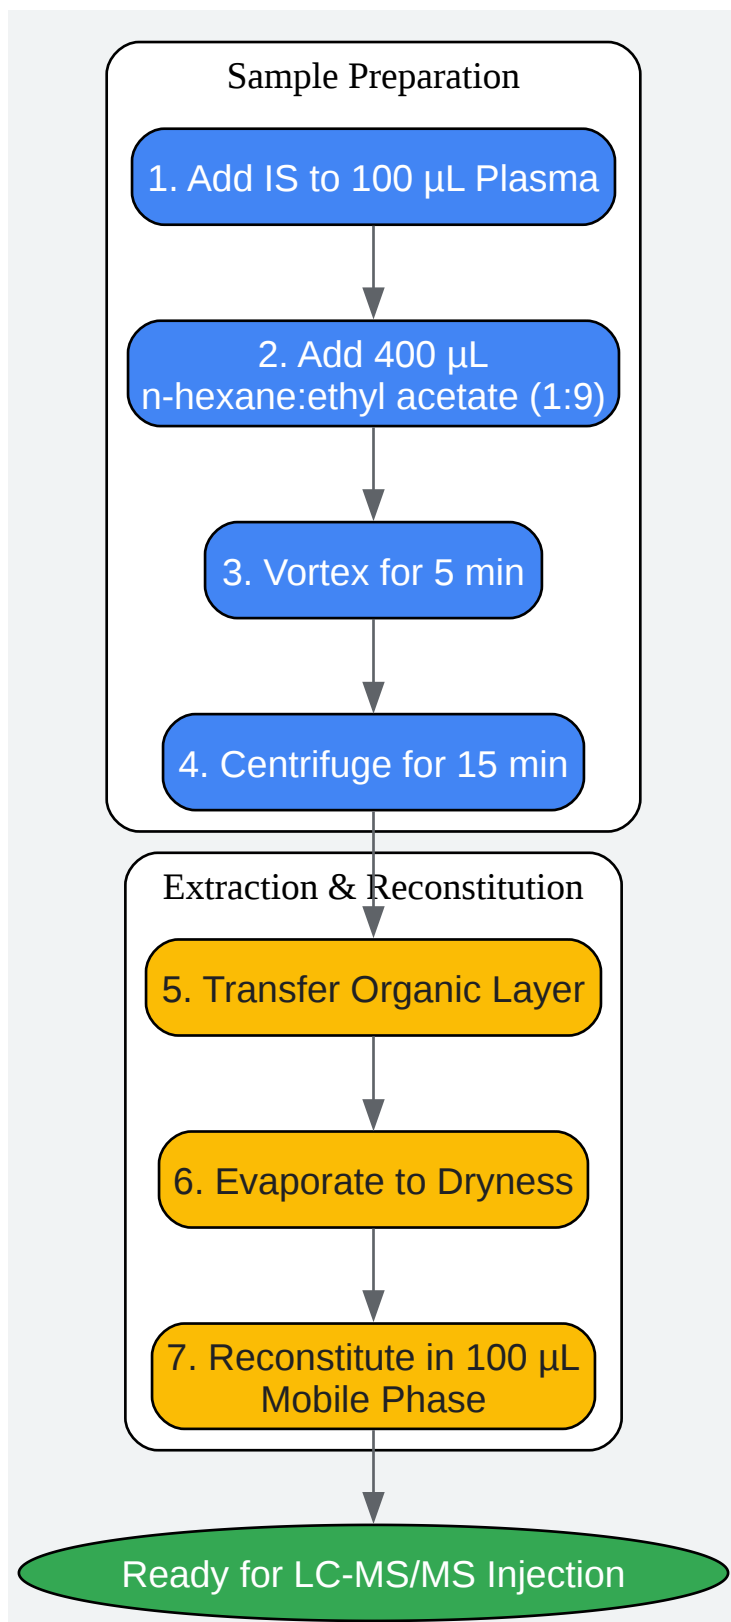 Sample Preparation
1. Add IS to 100 µL Plasma
2. Add 400 µL
n-hexane:ethyl acetate (1:9)
3. Vortex for 5 min
4. Centrifuge for 15 min
Extraction & Reconstitution
5. Transfer Organic Layer
6. Evaporate to Dryness
7. Reconstitute in 100 µL
Mobile Phase
Ready for LC-MS/MS Injection